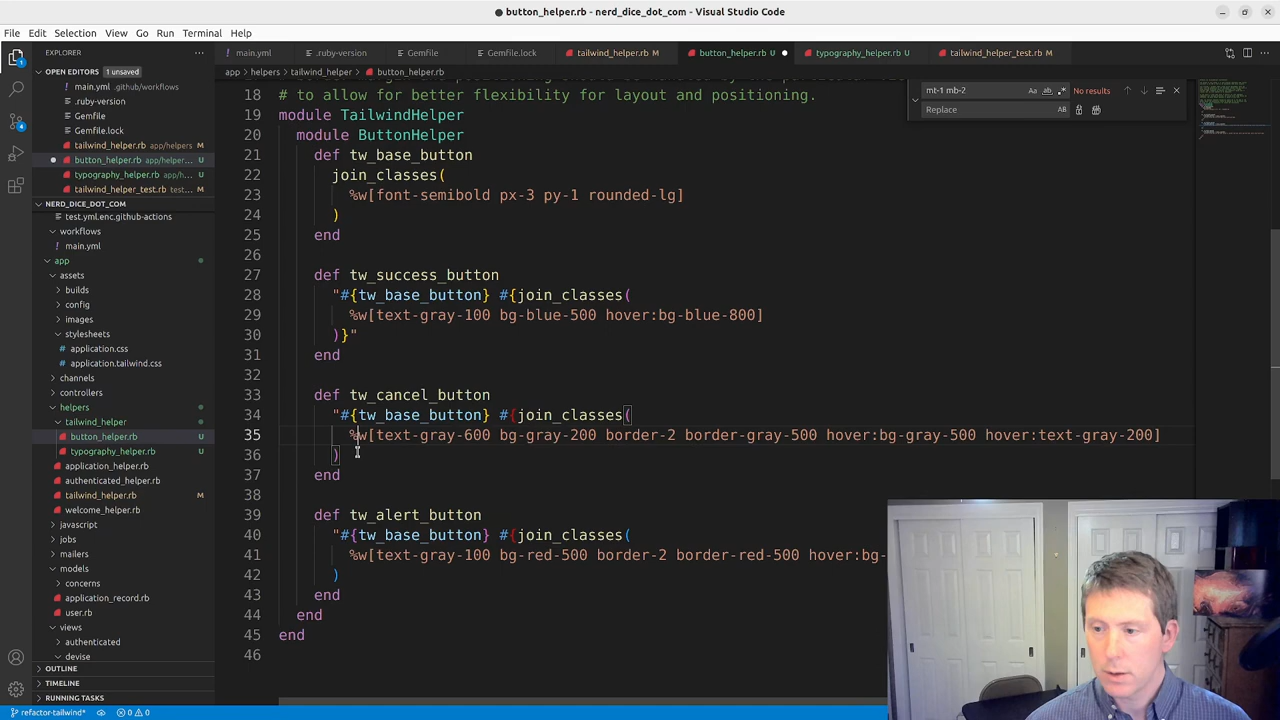 button_helper.rb - nerd_dice_dot_com - Visual Studio Code
File Edit Selection View Go Run Terminal Help
EXPLORER
main.yml
.ruby-version
Gemfile
Gemfile.lock
tailwind_helper.rb M
button_helper.rb U
typography_helper.rb U
tailwind_helper_test.rb M
OPEN EDITORS 1 unsaved
main.yml .github/workflows
.ruby-version
Gemfile
Gemfile.lock
tailwind_helper.rb app/helpers M
button_helper.rb app/helper... U
typography_helper.rb app/h... U
tailwind_helper_test.rb test... M
NERD_DICE_DOT_COM
test.yml.enc.github-actions
workflows
main.yml
app
assets
builds
config
images
stylesheets
application.css
application.tailwind.css
channels
controllers
helpers
tailwind_helper
button_helper.rb U
typography_helper.rb U
application_helper.rb
authenticated_helper.rb
tailwind_helper.rb M
welcome_helper.rb
javascript
jobs
mailers
models
concerns
application_record.rb
user.rb
views
authenticated
devise
OUTLINE
TIMELINE
RUNNING TASKS
refactor-tailwind* 0 0
app > helpers > tailwind_helper > button_helper.rb
mt-1 mb-2 Aa ab No results
Replace AB
18 # to allow for better flexibility for layout and positioning.
19 module TailwindHelper
20 module ButtonHelper
21 def tw_base_button
22 join_classes(
23 %w[font-semibold px-3 py-1 rounded-lg]
24 )
25 end
26
27 def tw_success_button
28 "#{tw_base_button} #{join_classes(
29 %w[text-gray-100 bg-blue-500 hover:bg-blue-800]
30 )}"
31 end
32
33 def tw_cancel_button
34 "#{tw_base_button} #{join_classes(
35 %w[text-gray-600 bg-gray-200 border-2 border-gray-500 hover:bg-gray-500 hover:text-gray-200]
36 )
37 end
38
39 def tw_alert_button
40 "#{tw_base_button} #{join_classes(
41 %w[text-gray-100 bg-red-500 border-2 border-red-500 hover:bg-
42 )
43 end
44 end
45 end
46